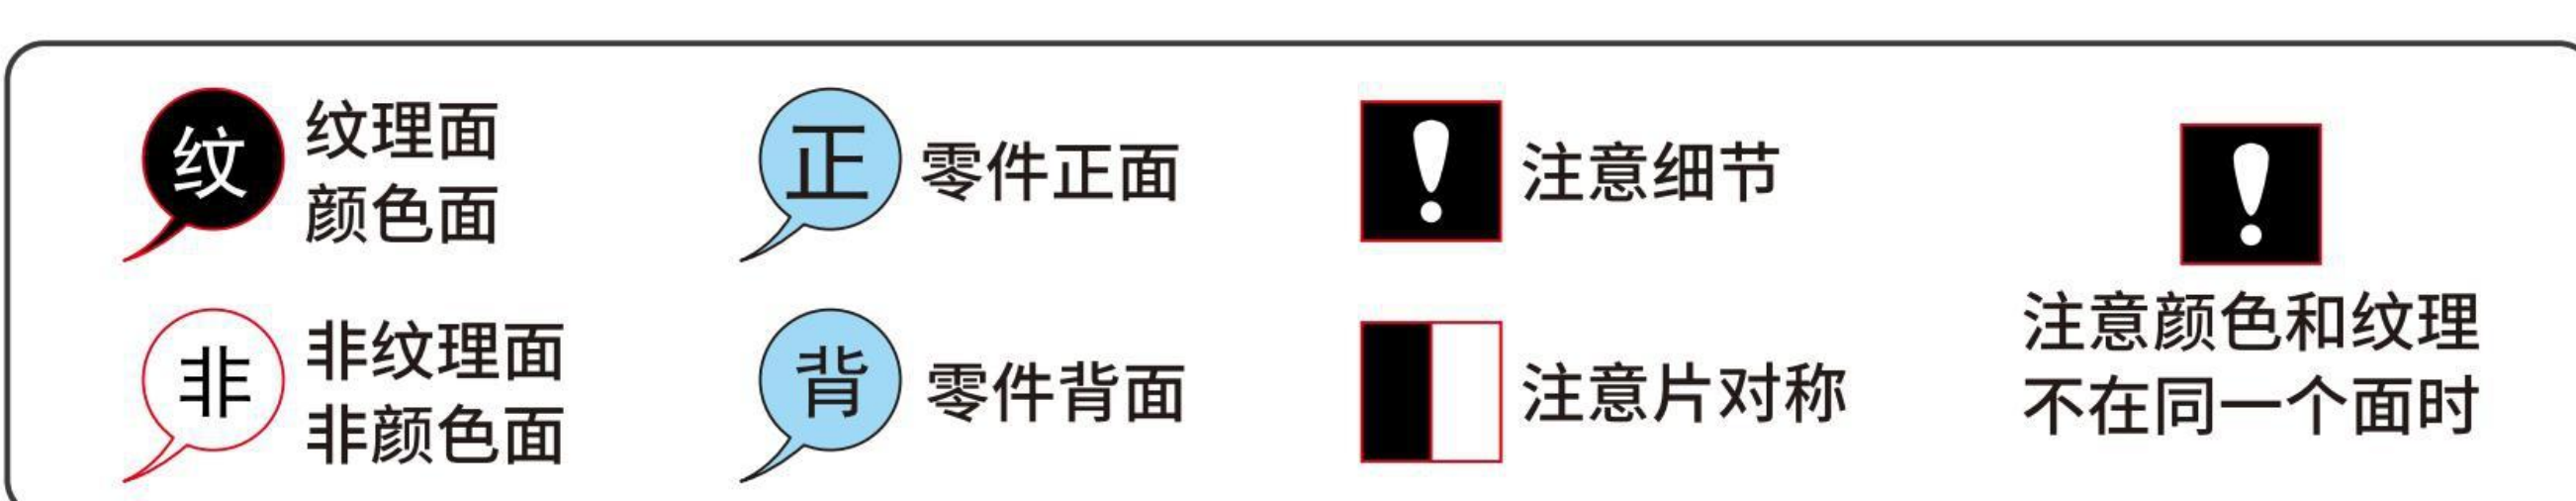 纹
纹理面
颜色面
正
零件正面
!
注意细节
!
注意颜色和纹理
不在同一个面时
非
非纹理面
非颜色面
背
零件背面
注意片对称